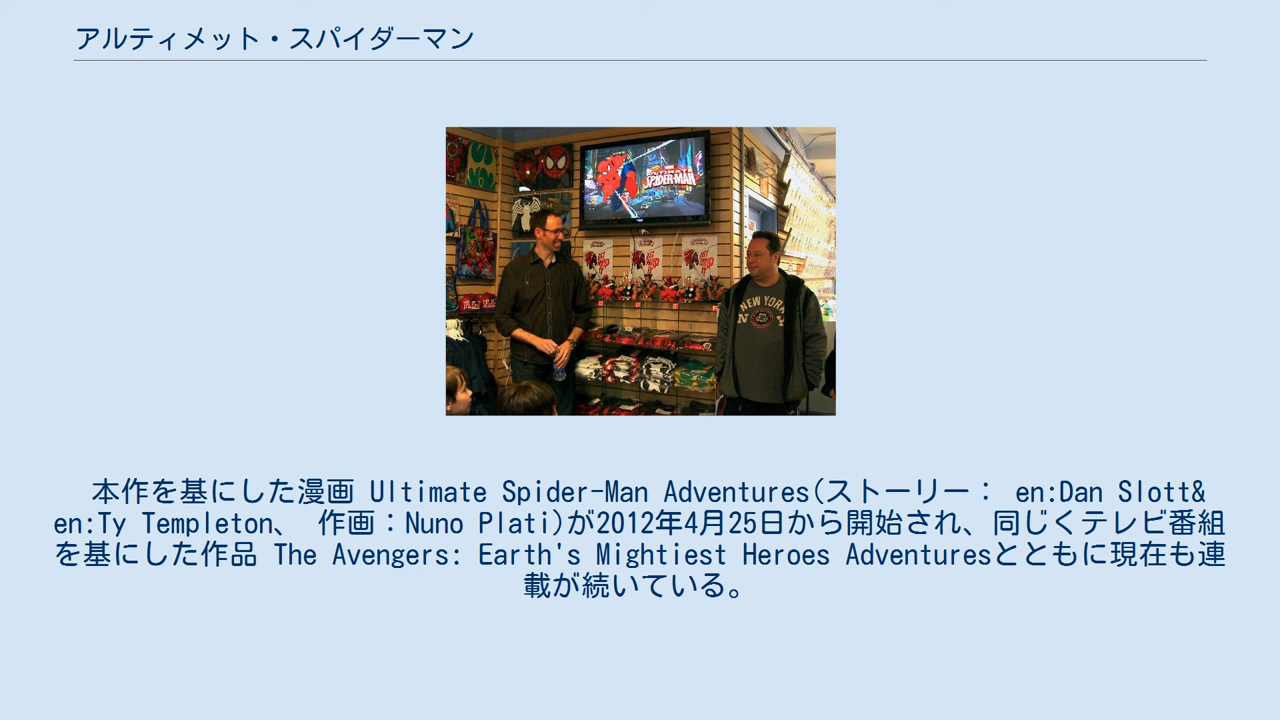 アルティメット・スパイダーマン
ULTIMATE
SPIDER-MAN
NEW YORK
本作を基にした漫画 Ultimate Spider-Man Adventures(ストーリー： en:Dan Slott&
en:Ty Templeton、 作画：Nuno Plati)が2012年4月25日から開始され、同じくテレビ番組
を基にした作品 The Avengers: Earth's Mightiest Heroes Adventuresとともに現在も連
載が続いている。